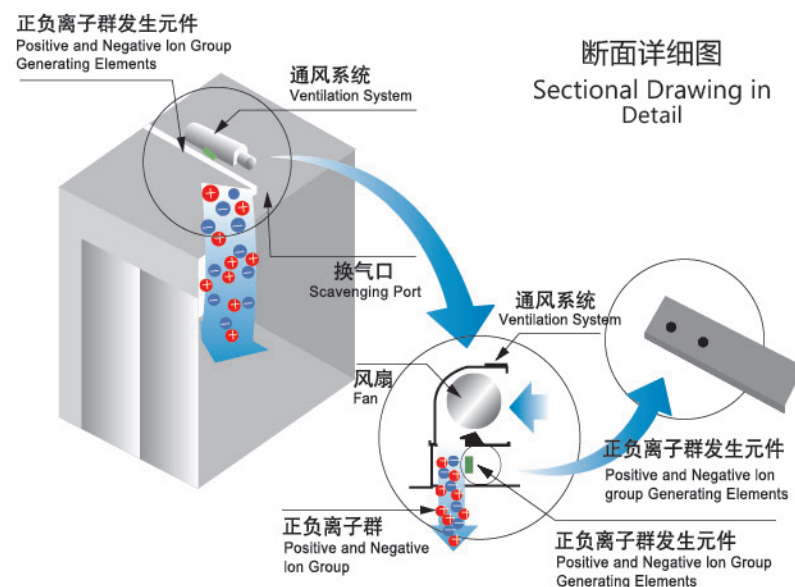 正负离子群发生元件
Positive and Negative Ion Group
Generating Elements
通风系统
Ventilation System
断面详细图
Sectional Drawing in
Detail
换气口
Scavenging Port
通风系统
Ventilation System
风扇
Fan
正负离子群发生元件
Positive and Negative Ion
group Generating Elements
正负离子群
Positive and Negative
Ion Group
正负离子群发生元件
Positive and Negative Ion Group
Generating Elements